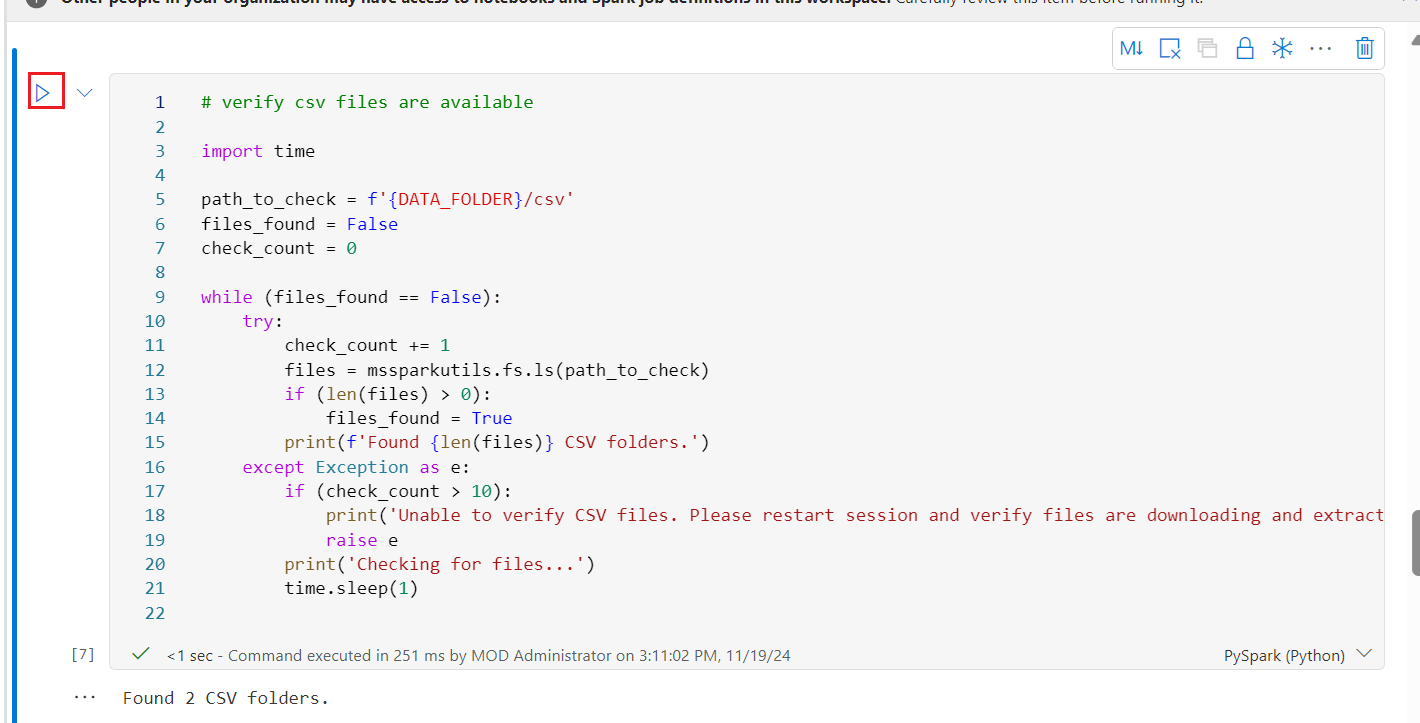 Other people in your organization may have access to notebooks and Spark job definitions in this workspace. Carefully review this item before running it.
M↓
1 # verify csv files are available
2
3 import time
4
5 path_to_check = f'{DATA_FOLDER}/csv'
6 files_found = False
7 check_count = 0
8
9 while (files_found == False):
10     try:
11         check_count += 1
12         files = mssparkutils.fs.ls(path_to_check)
13         if (len(files) > 0):
14             files_found = True
15         print(f'Found {len(files)} CSV folders.')
16     except Exception as e:
17         if (check_count > 10):
18             print('Unable to verify CSV files. Please restart session and verify files are downloading and extract
19             raise e
20         print('Checking for files...')
21         time.sleep(1)
22
[7] <1 sec - Command executed in 251 ms by MOD Administrator on 3:11:02 PM, 11/19/24 PySpark (Python)
... Found 2 CSV folders.